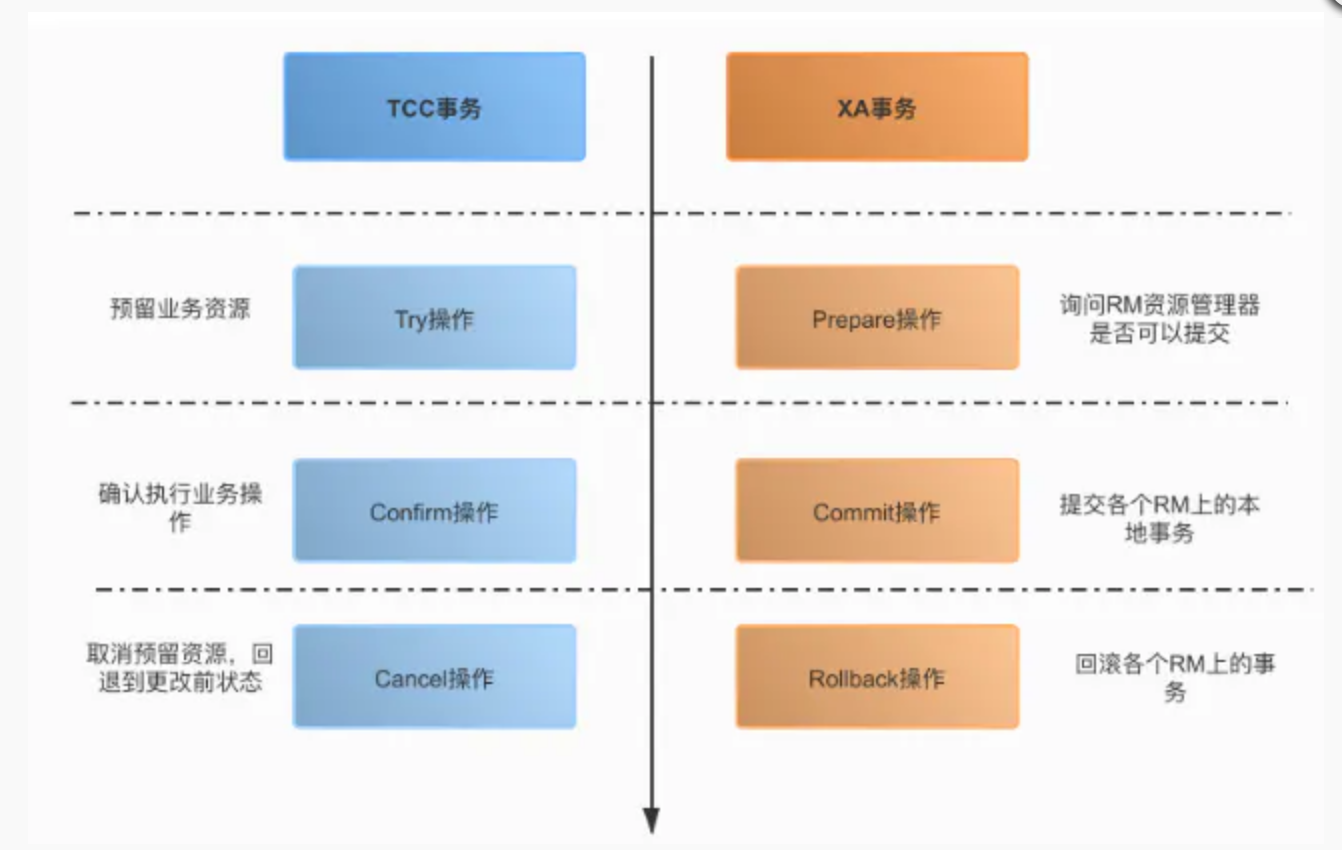 TCC事务
XA事务
预留业务资源
Try操作
Prepare操作
询问RM资源管理器
是否可以提交
确认执行业务操
作
Confirm操作
Commit操作
提交各个RM上的本
地事务
取消预留资源，回
退到更改前状态
Cancel操作
Rollback操作
回滚各个RM上的事
务